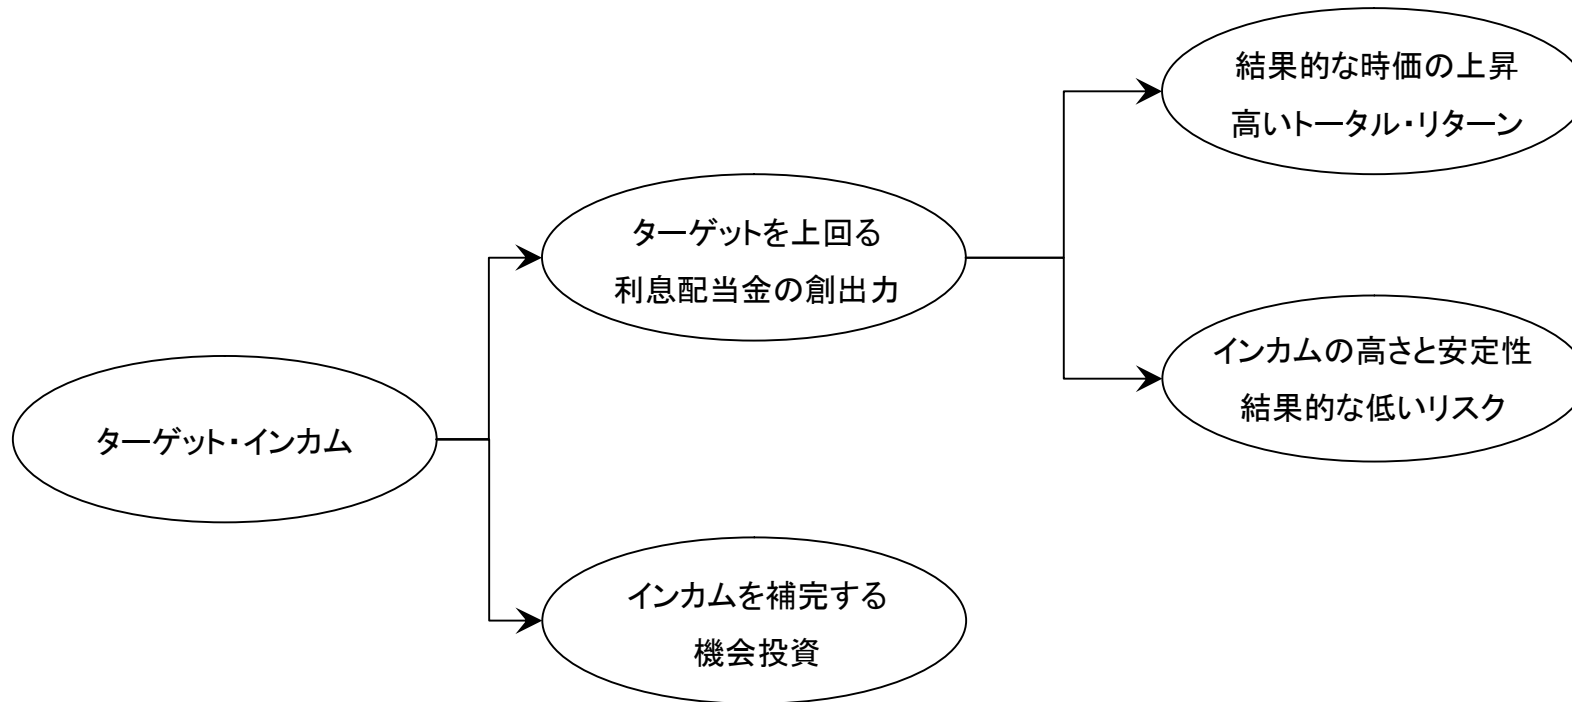 結果的な時価の上昇
高いトータル・リターン
ターゲットを上回る
利息配当金の創出力
インカムの高さと安定性
結果的な低いリスク
ターゲット・インカム
インカムを補完する
機会投資